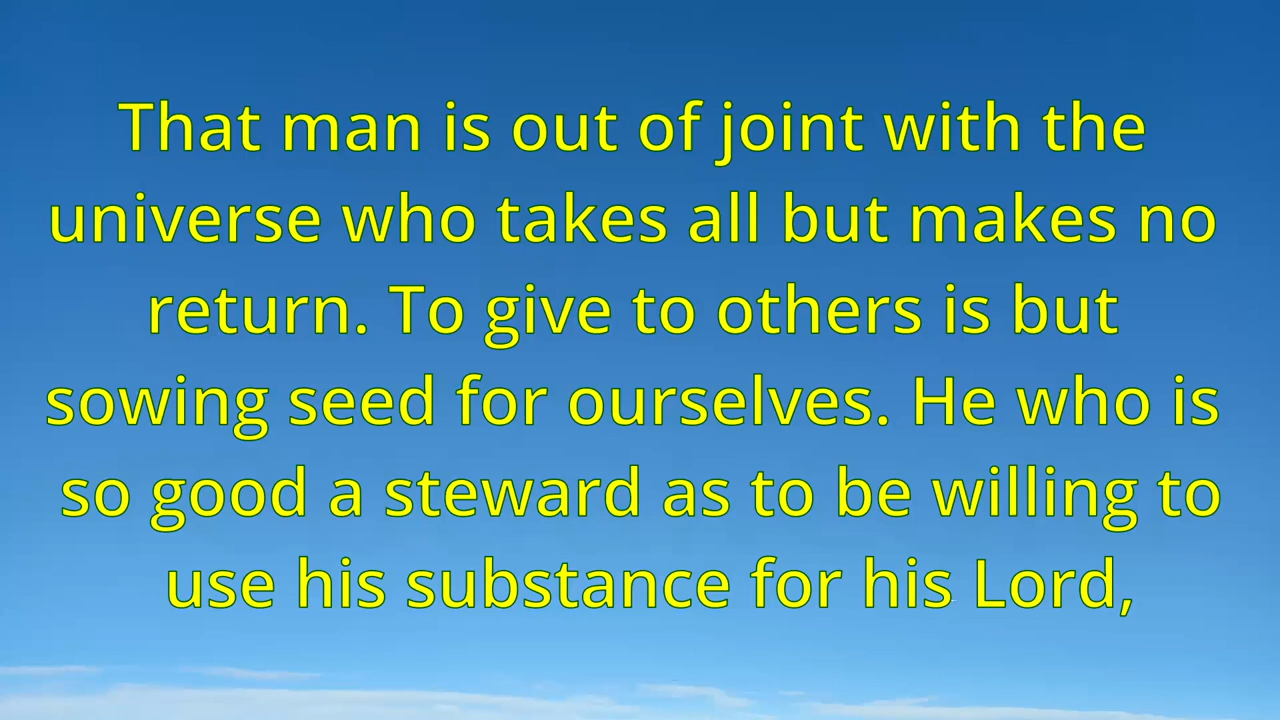 That man is out of joint with the
universe who takes all but makes no
return. To give to others is but
sowing seed for ourselves. He who is
so good a steward as to be willing to
use his substance for his Lord,